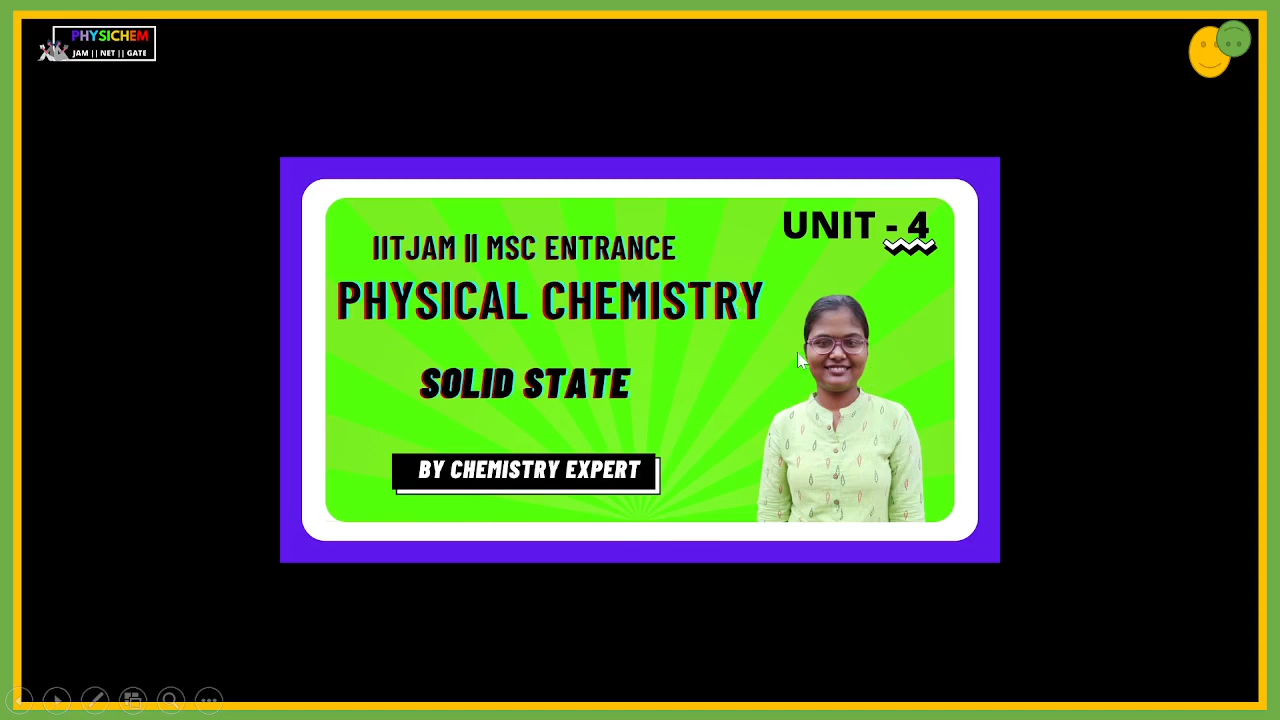 PHYSICHEM
JAM || NET || GATE
UNIT - 4
IITJAM || MSC ENTRANCE
PHYSICAL CHEMISTRY
SOLID STATE
BY CHEMISTRY EXPERT